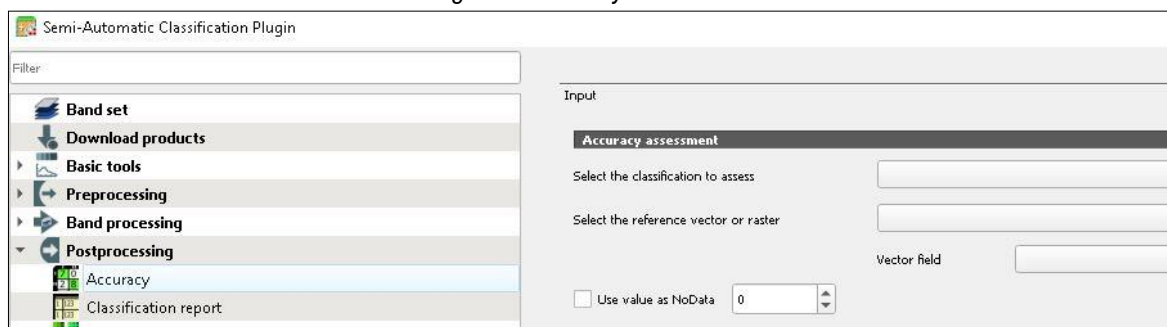 Semi-Automatic Classification Plugin
Filter
Band set
Download products
Basic tools
Preprocessing
Band processing
Postprocessing
Accuracy
Classification report
Input
Accuracy assessment
Select the classification to assess
Select the reference vector or raster
Vector field
Use value as NoData 0